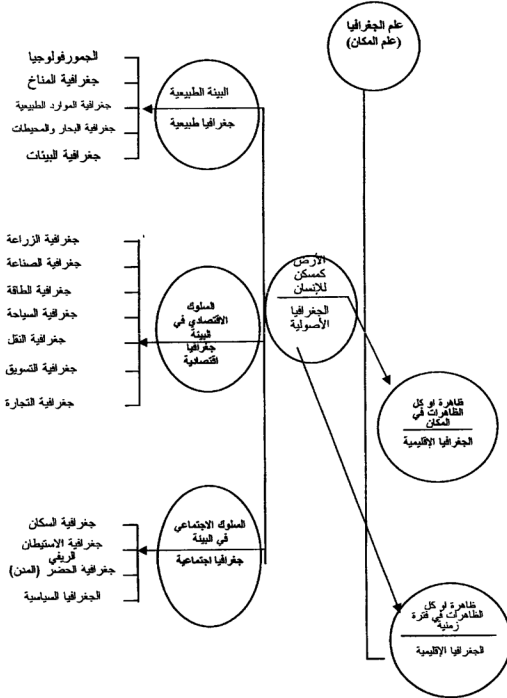 علم الجغرافيا
(علم المكان)
الجمورفولوجيا
جغرافية المناخ
جغرافية الموارد الطبيعية
جغرافية البحار والمحيطات
جغرافية البيئات
البيئة الطبيعية
جغرافيا طبيعية
الأرض
كمسكن
للإنسان
الجغرافيا
الأصولية
جغرافية الزراعة
جغرافية الصناعة
جغرافية الطاقة
جغرافية السياحة
جغرافية النقل
جغرافية التسويق
جغرافية التجارة
السلوك
الاقتصادي في
البيئة
جغرافيا
اقتصادية
ظاهرة او كل
الظاهرات في
المكان
الجغرافيا الإقليمية
جغرافية السكان
جغرافية الاستيطان
الريفي
جغرافية الحضر (المدن)
الجغرافيا السياسية
السلوك الاجتماعي
في البيئة
جغرافيا اجتماعية
ظاهرة او كل
الظاهرات في فترة
زمنية
الجغرافيا الإقليمية